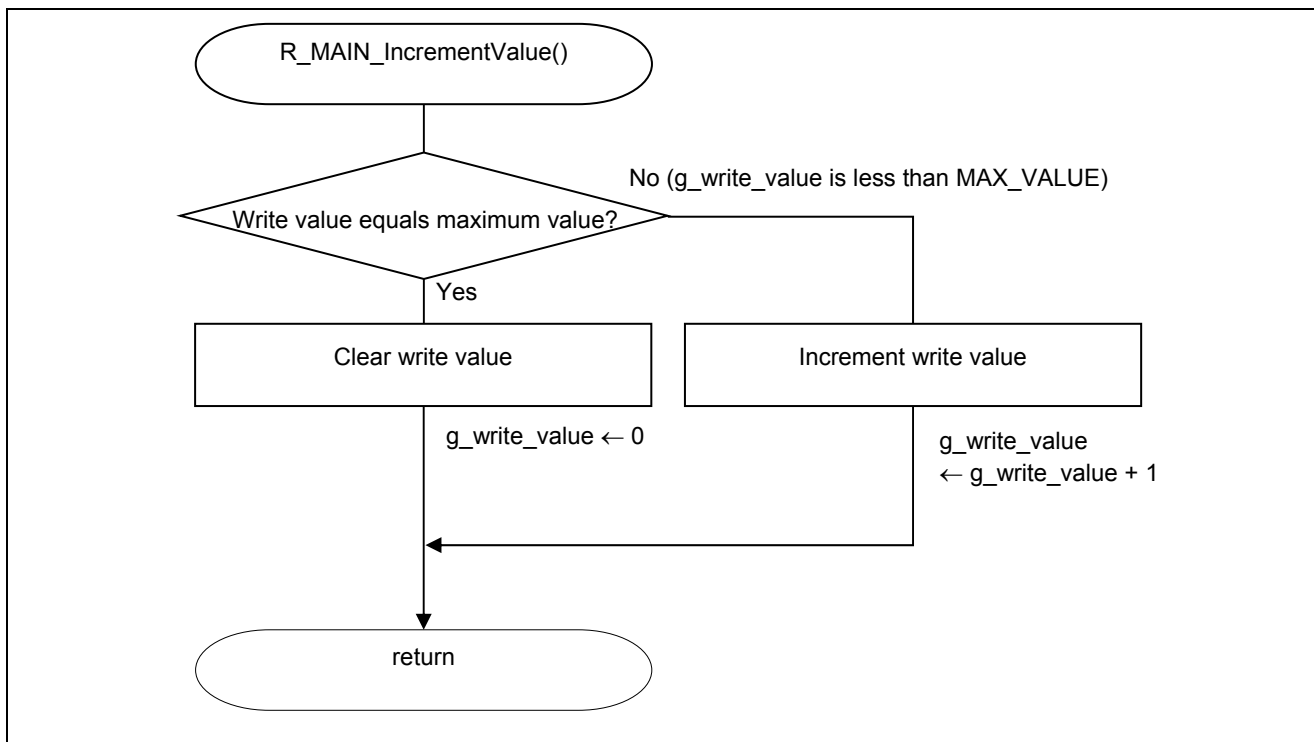 R_MAIN_IncrementValue()
No (g_write_value is less than MAX_VALUE)
Write value equals maximum value?
Yes
Clear write value
Increment write value
g_write_value ← 0
g_write_value
← g_write_value + 1
return